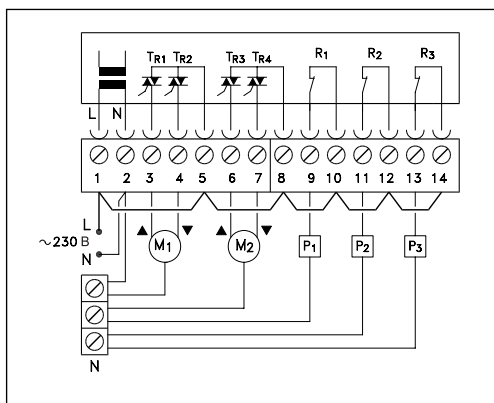 TR1 TR2 TR3 TR4 R1 R2 R3
L N
1 2 3 4 5 6 7 8 9 10 11 12 13 14
L
~230 В
N
▲ M1 ▼ ▲ M2 ▼ P1 P2 P3
N